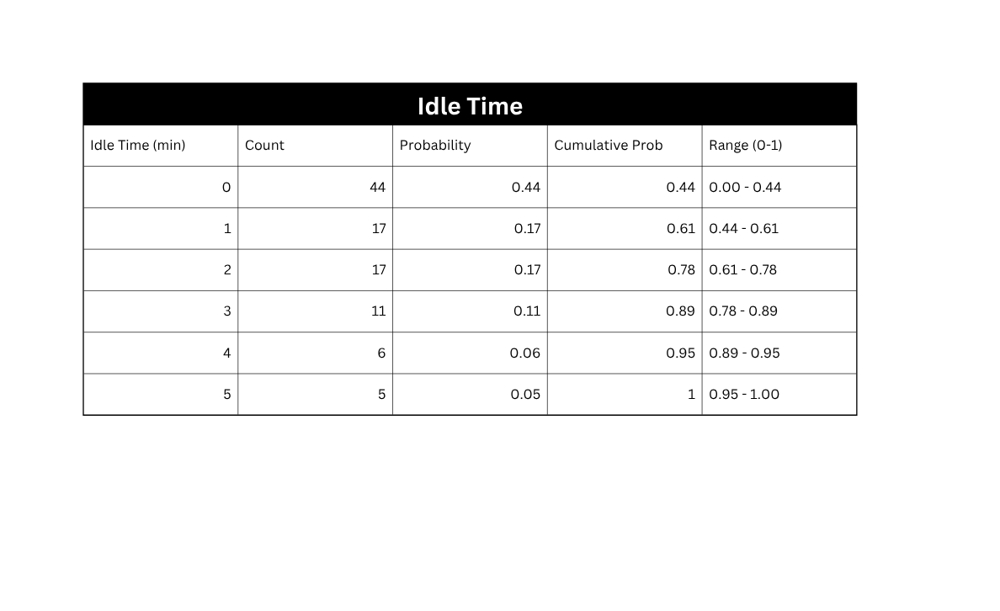 Idle Time
Idle Time (min) Count Probability Cumulative Prob Range (0-1)
0 44 0.44 0.44 0.00 - 0.44
1 17 0.17 0.61 0.44 - 0.61
2 17 0.17 0.78 0.61 - 0.78
3 11 0.11 0.89 0.78 - 0.89
4 6 0.06 0.95 0.89 - 0.95
5 5 0.05 1 0.95 - 1.00